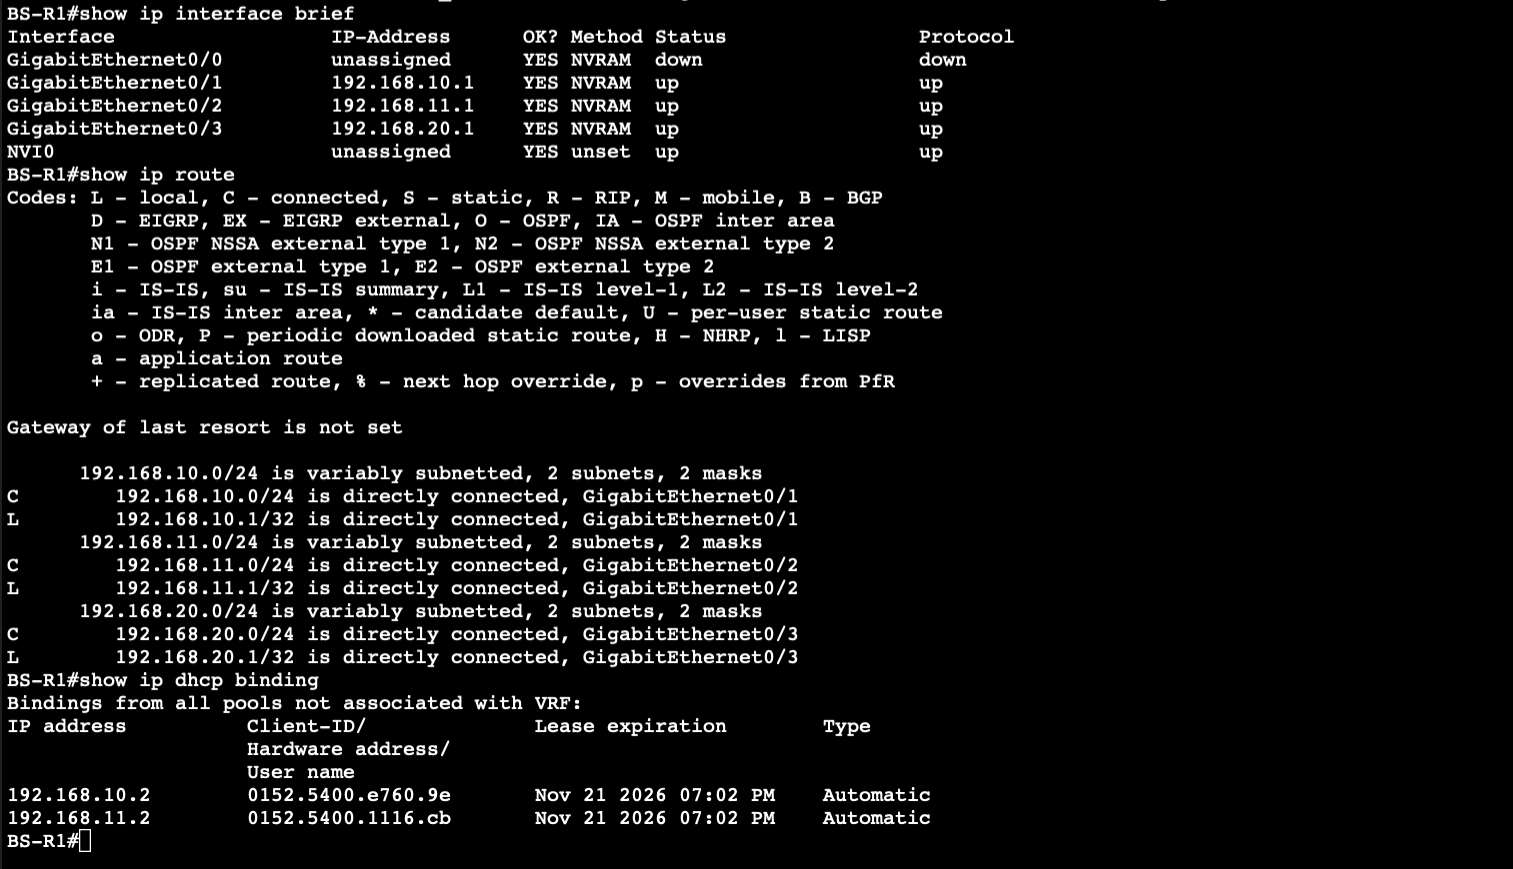 BS-R1#show ip interface brief
Interface                  IP-Address      OK? Method Status                Protocol
GigabitEthernet0/0         unassigned      YES NVRAM  down                  down
GigabitEthernet0/1         192.168.10.1    YES NVRAM  up                    up
GigabitEthernet0/2         192.168.11.1    YES NVRAM  up                    up
GigabitEthernet0/3         192.168.20.1    YES NVRAM  up                    up
NVI0                       unassigned      YES unset  up                    up
BS-R1#show ip route
Codes: L - local, C - connected, S - static, R - RIP, M - mobile, B - BGP
       D - EIGRP, EX - EIGRP external, O - OSPF, IA - OSPF inter area
       N1 - OSPF NSSA external type 1, N2 - OSPF NSSA external type 2
       E1 - OSPF external type 1, E2 - OSPF external type 2
       i - IS-IS, su - IS-IS summary, L1 - IS-IS level-1, L2 - IS-IS level-2
       ia - IS-IS inter area, * - candidate default, U - per-user static route
       o - ODR, P - periodic downloaded static route, H - NHRP, l - LISP
       a - application route
       + - replicated route, % - next hop override, p - overrides from PfR
Gateway of last resort is not set
      192.168.10.0/24 is variably subnetted, 2 subnets, 2 masks
C        192.168.10.0/24 is directly connected, GigabitEthernet0/1
L        192.168.10.1/32 is directly connected, GigabitEthernet0/1
      192.168.11.0/24 is variably subnetted, 2 subnets, 2 masks
C        192.168.11.0/24 is directly connected, GigabitEthernet0/2
L        192.168.11.1/32 is directly connected, GigabitEthernet0/2
      192.168.20.0/24 is variably subnetted, 2 subnets, 2 masks
C        192.168.20.0/24 is directly connected, GigabitEthernet0/3
L        192.168.20.1/32 is directly connected, GigabitEthernet0/3
BS-R1#show ip dhcp binding
Bindings from all pools not associated with VRF:
IP address          Client-ID/              Lease expiration        Type
                    Hardware address/
                    User name
192.168.10.2        0152.5400.e760.9e       Nov 21 2026 07:02 PM    Automatic
192.168.11.2        0152.5400.1116.cb       Nov 21 2026 07:02 PM    Automatic
BS-R1#